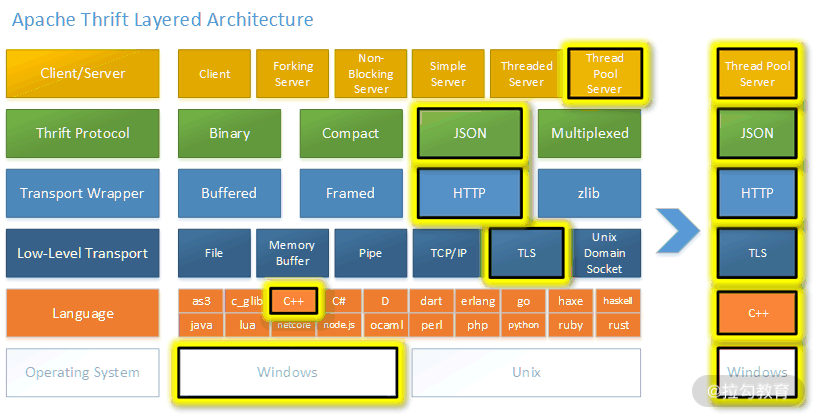 Apache Thrift Layered Architecture
Client/Server
Client
Forking
Server
Non-
Blocking
Server
Simple
Server
Threaded
Server
Thread
Pool
Server
Thread Pool
Server
Thrift Protocol
Binary
Compact
JSON
Multiplexed
JSON
Transport Wrapper
Buffered
Framed
HTTP
zlib
HTTP
Low-Level Transport
File
Memory
Buffer
Pipe
TCP/IP
TLS
Unix
Domain
Socket
TLS
Language
as3
c_glib
C++
C#
D
dart
erlang
go
haxe
haskell
java
lua
netcore
node.js
ocaml
perl
php
python
ruby
rust
C++
Operating System
Windows
Unix
Windows
@拉勾教育